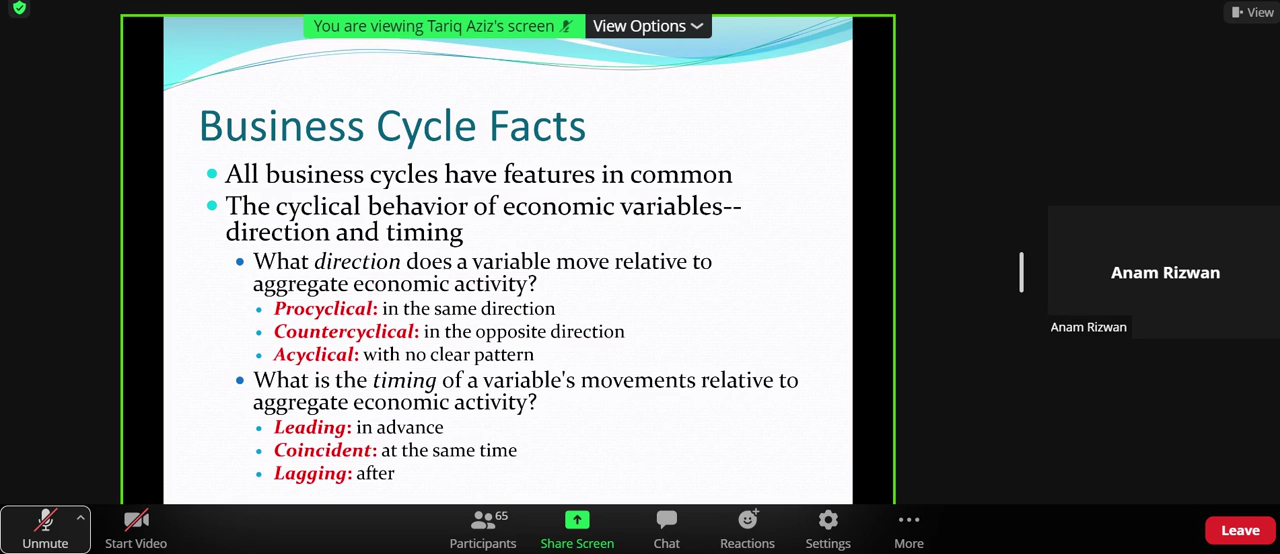 You are viewing Tariq Aziz's screen
View Options
View
Business Cycle Facts
All business cycles have features in common
The cyclical behavior of economic variables--
direction and timing
What direction does a variable move relative to
aggregate economic activity?
Procyclical: in the same direction
Countercyclical: in the opposite direction
Acyclical: with no clear pattern
What is the timing of a variable's movements relative to
aggregate economic activity?
Leading: in advance
Coincident: at the same time
Lagging: after
Anam Rizwan
Anam Rizwan
Unmute
Start Video
65
Participants
Share Screen
Chat
Reactions
Settings
More
Leave